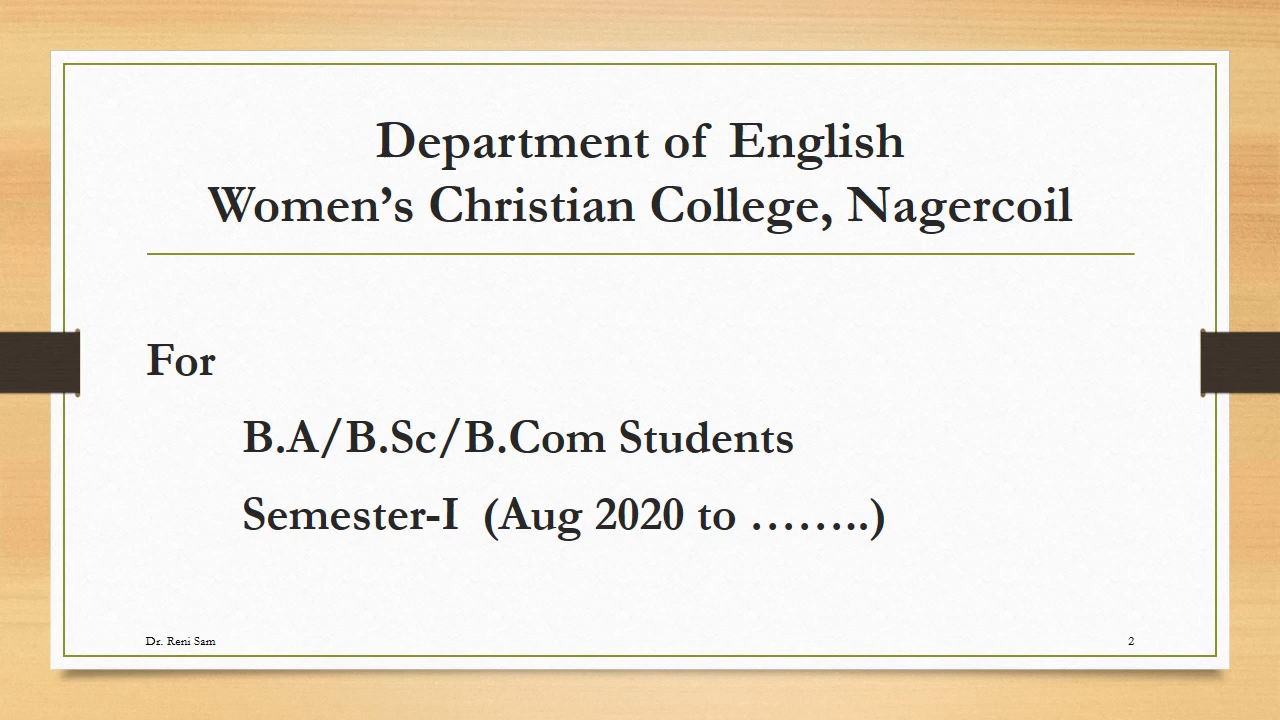 Department of English
Women’s Christian College, Nagercoil
For
B.A/B.Sc/B.Com Students
Semester-I (Aug 2020 to ……..)
Dr. Reni Sam
2